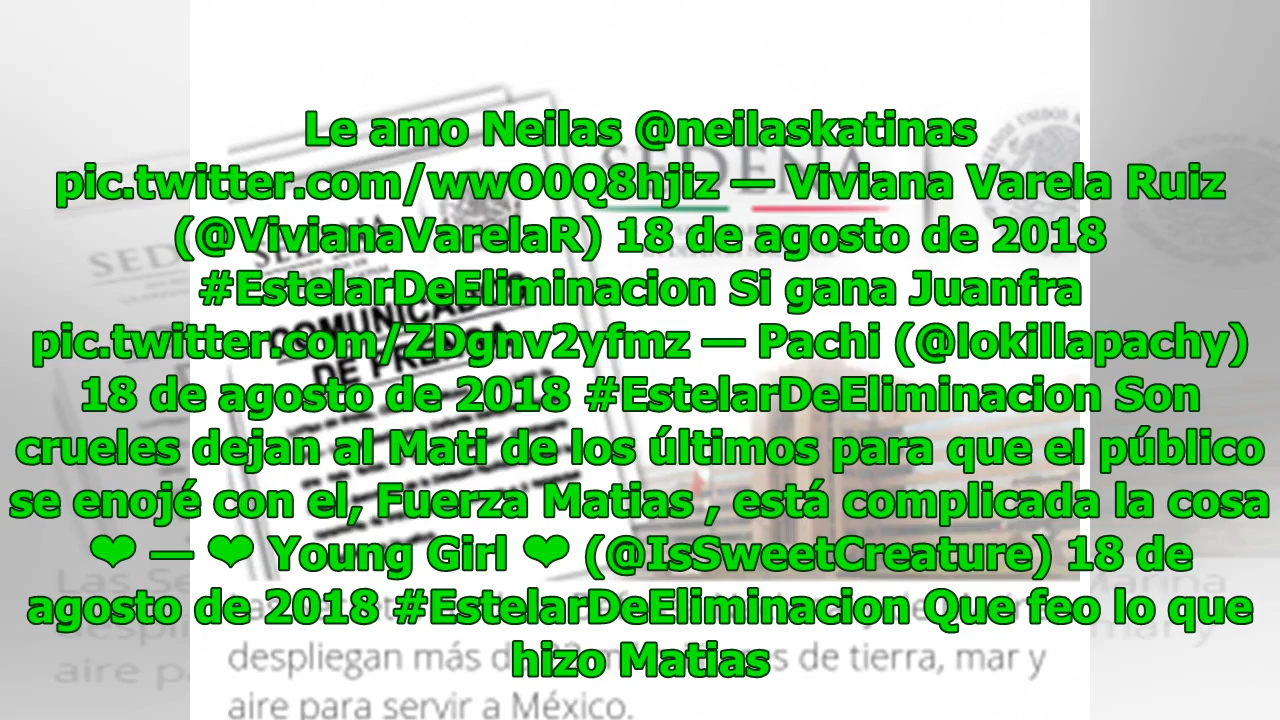 Le amo Neilas @neilaskatinas
pic.twitter.com/wwO0Q8hjiz — Viviana Varela Ruiz
(@VivianaVarelaR) 18 de agosto de 2018
#EstelarDeEliminacion Si gana Juanfra
pic.twitter.com/ZDgnv2yfmz — Pachi (@lokillapachy)
18 de agosto de 2018 #EstelarDeEliminacion Son
crueles dejan al Mati de los últimos para que el público
se enojé con el, Fuerza Matias , está complicada la cosa
❤ — ❤ Young Girl ❤ (@IsSweetCreature) 18 de
agosto de 2018 #EstelarDeEliminacion Que feo lo que
hizo Matias
SEDENA
COMUNICADOS
DE PRENSA
despliegan más de tierra, mar y
aire para servir a México.